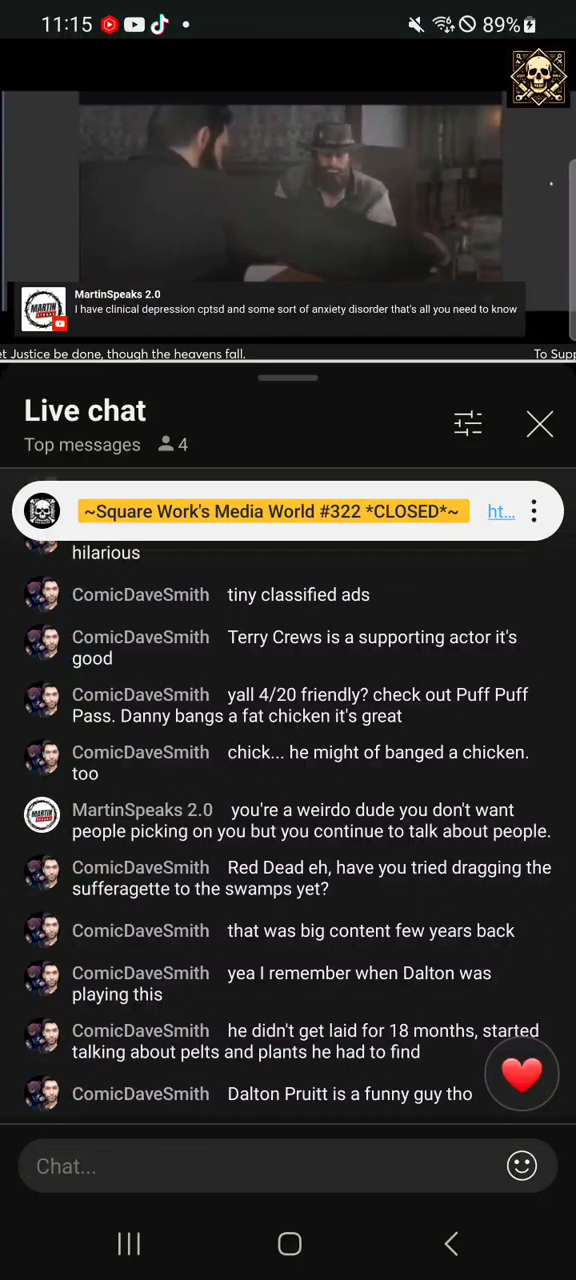 11:15
89%
MartinSpeaks 2.0
MARTIN
I have clinical depression cptsd and some sort of anxiety disorder that's all you need to know
et Justice be done, though the heavens fall.
To Supp
Live chat
Top messages 4
~Square Work's Media World #322 *CLOSED*~ ht...
hilarious
ComicDaveSmith tiny classified ads
ComicDaveSmith Terry Crews is a supporting actor it's
good
ComicDaveSmith yall 4/20 friendly? check out Puff Puff
Pass. Danny bangs a fat chicken it's great
ComicDaveSmith chick... he might of banged a chicken.
too
MartinSpeaks 2.0 you're a weirdo dude you don't want
people picking on you but you continue to talk about people.
ComicDaveSmith Red Dead eh, have you tried dragging the
sufferagette to the swamps yet?
ComicDaveSmith that was big content few years back
ComicDaveSmith yea I remember when Dalton was
playing this
ComicDaveSmith he didn't get laid for 18 months, started
talking about pelts and plants he had to find
ComicDaveSmith Dalton Pruitt is a funny guy tho
Chat...